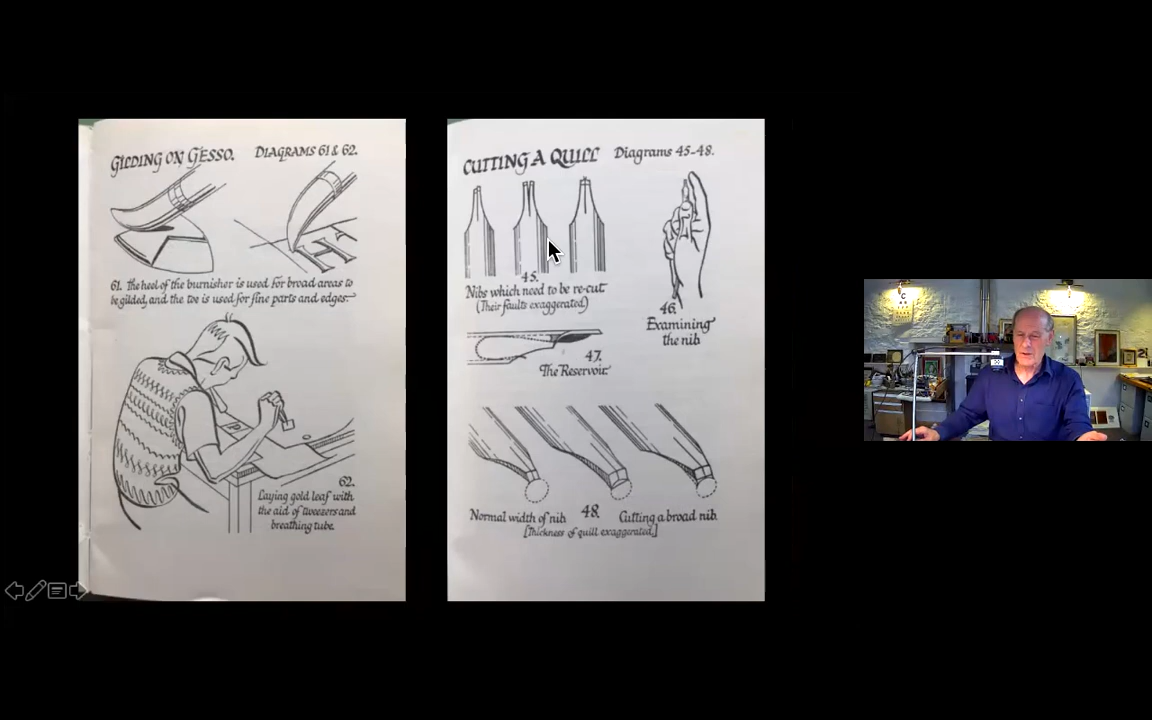 GILDING ON GESSO. DIAGRAMS 61 & 62.
61. The heel of the burnisher is used for broad areas to
be gilded, and the toe is used for fine parts and edges.
62.
Laying gold leaf with
the aid of tweezers and
breathing tube.
CUTTING A QUILL Diagrams 45-48.
45.
Nibs which need to be re-cut
(Their faults exaggerated)
46.
Examining
the nib
47.
The Reservoir
Normal width of nib 48. Cutting a broad nib.
[Thickness of quill exaggerated.]